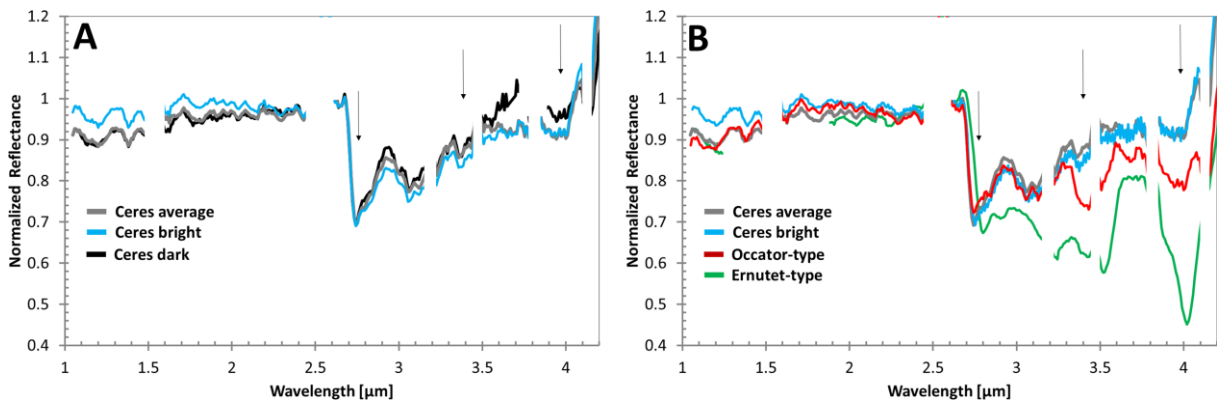 A
1.2
1.1
1
0.9
0.8
0.7
0.6
0.5
0.4
Normalized Reflectance
Ceres average
Ceres bright
Ceres dark
1 1.5 2 2.5 3 3.5 4
Wavelength [µm]
B
1.2
1.1
1
0.9
0.8
0.7
0.6
0.5
0.4
Normalized Reflectance
Ceres average
Ceres bright
Occator-type
Ernutet-type
1 1.5 2 2.5 3 3.5 4
Wavelength [µm]